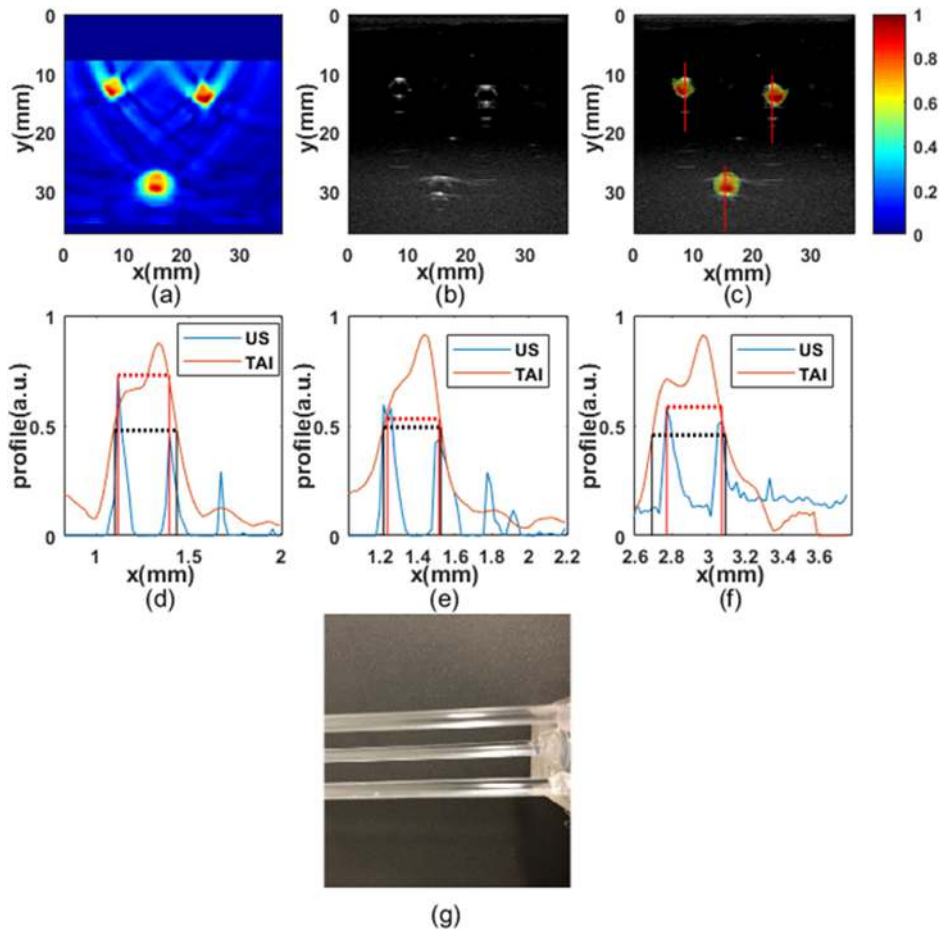 0
10
20
30
y(mm)
0 10 20 30
x(mm)
(a)
0
10
20
30
y(mm)
0 10 20 30
x(mm)
(b)
0
10
20
30
y(mm)
0 10 20 30
x(mm)
(c)
1
0.8
0.6
0.4
0.2
0
1
0.5
0
profile(a.u.)
US
TAI
1 1.5 2
x(mm)
(d)
1
0.5
0
profile(a.u.)
US
TAI
1.2 1.4 1.6 1.8 2 2.2
x(mm)
(e)
1
0.5
0
profile(a.u.)
US
TAI
2.6 2.8 3 3.2 3.4 3.6
x(mm)
(f)
(g)